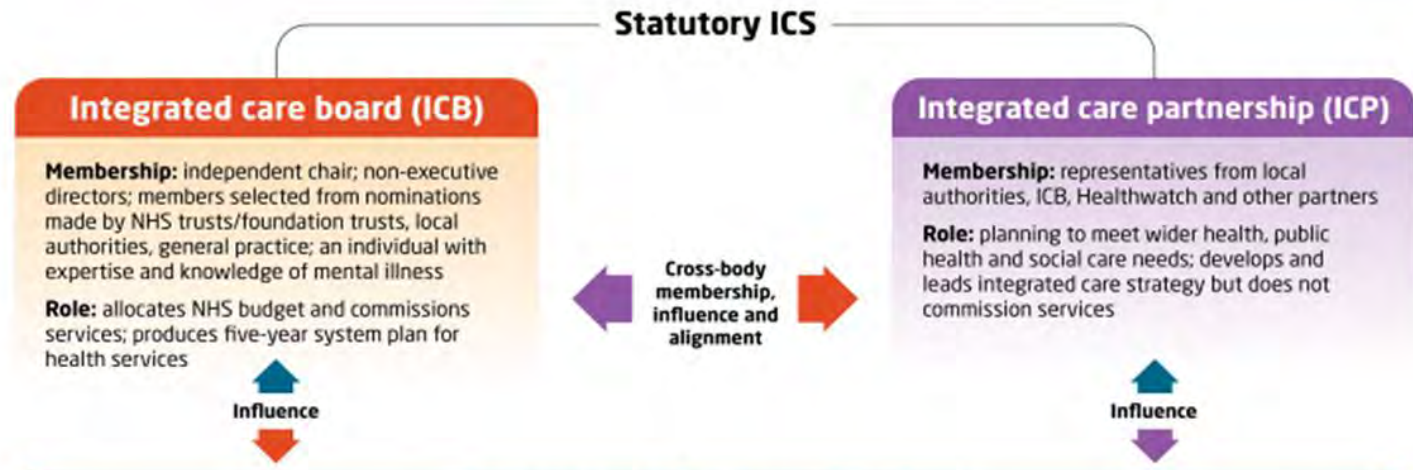 Statutory ICS
Integrated care board (ICB)
Membership: independent chair; non-executive
directors; members selected from nominations
made by NHS trusts/foundation trusts, local
authorities, general practice; an individual with
expertise and knowledge of mental illness
Role: allocates NHS budget and commissions
services; produces five-year system plan for
health services
Influence
Cross-body
membership,
influence and
alignment
Integrated care partnership (ICP)
Membership: representatives from local
authorities, ICB, Healthwatch and other partners
Role: planning to meet wider health, public
health and social care needs; develops and
leads integrated care strategy but does not
commission services
Influence